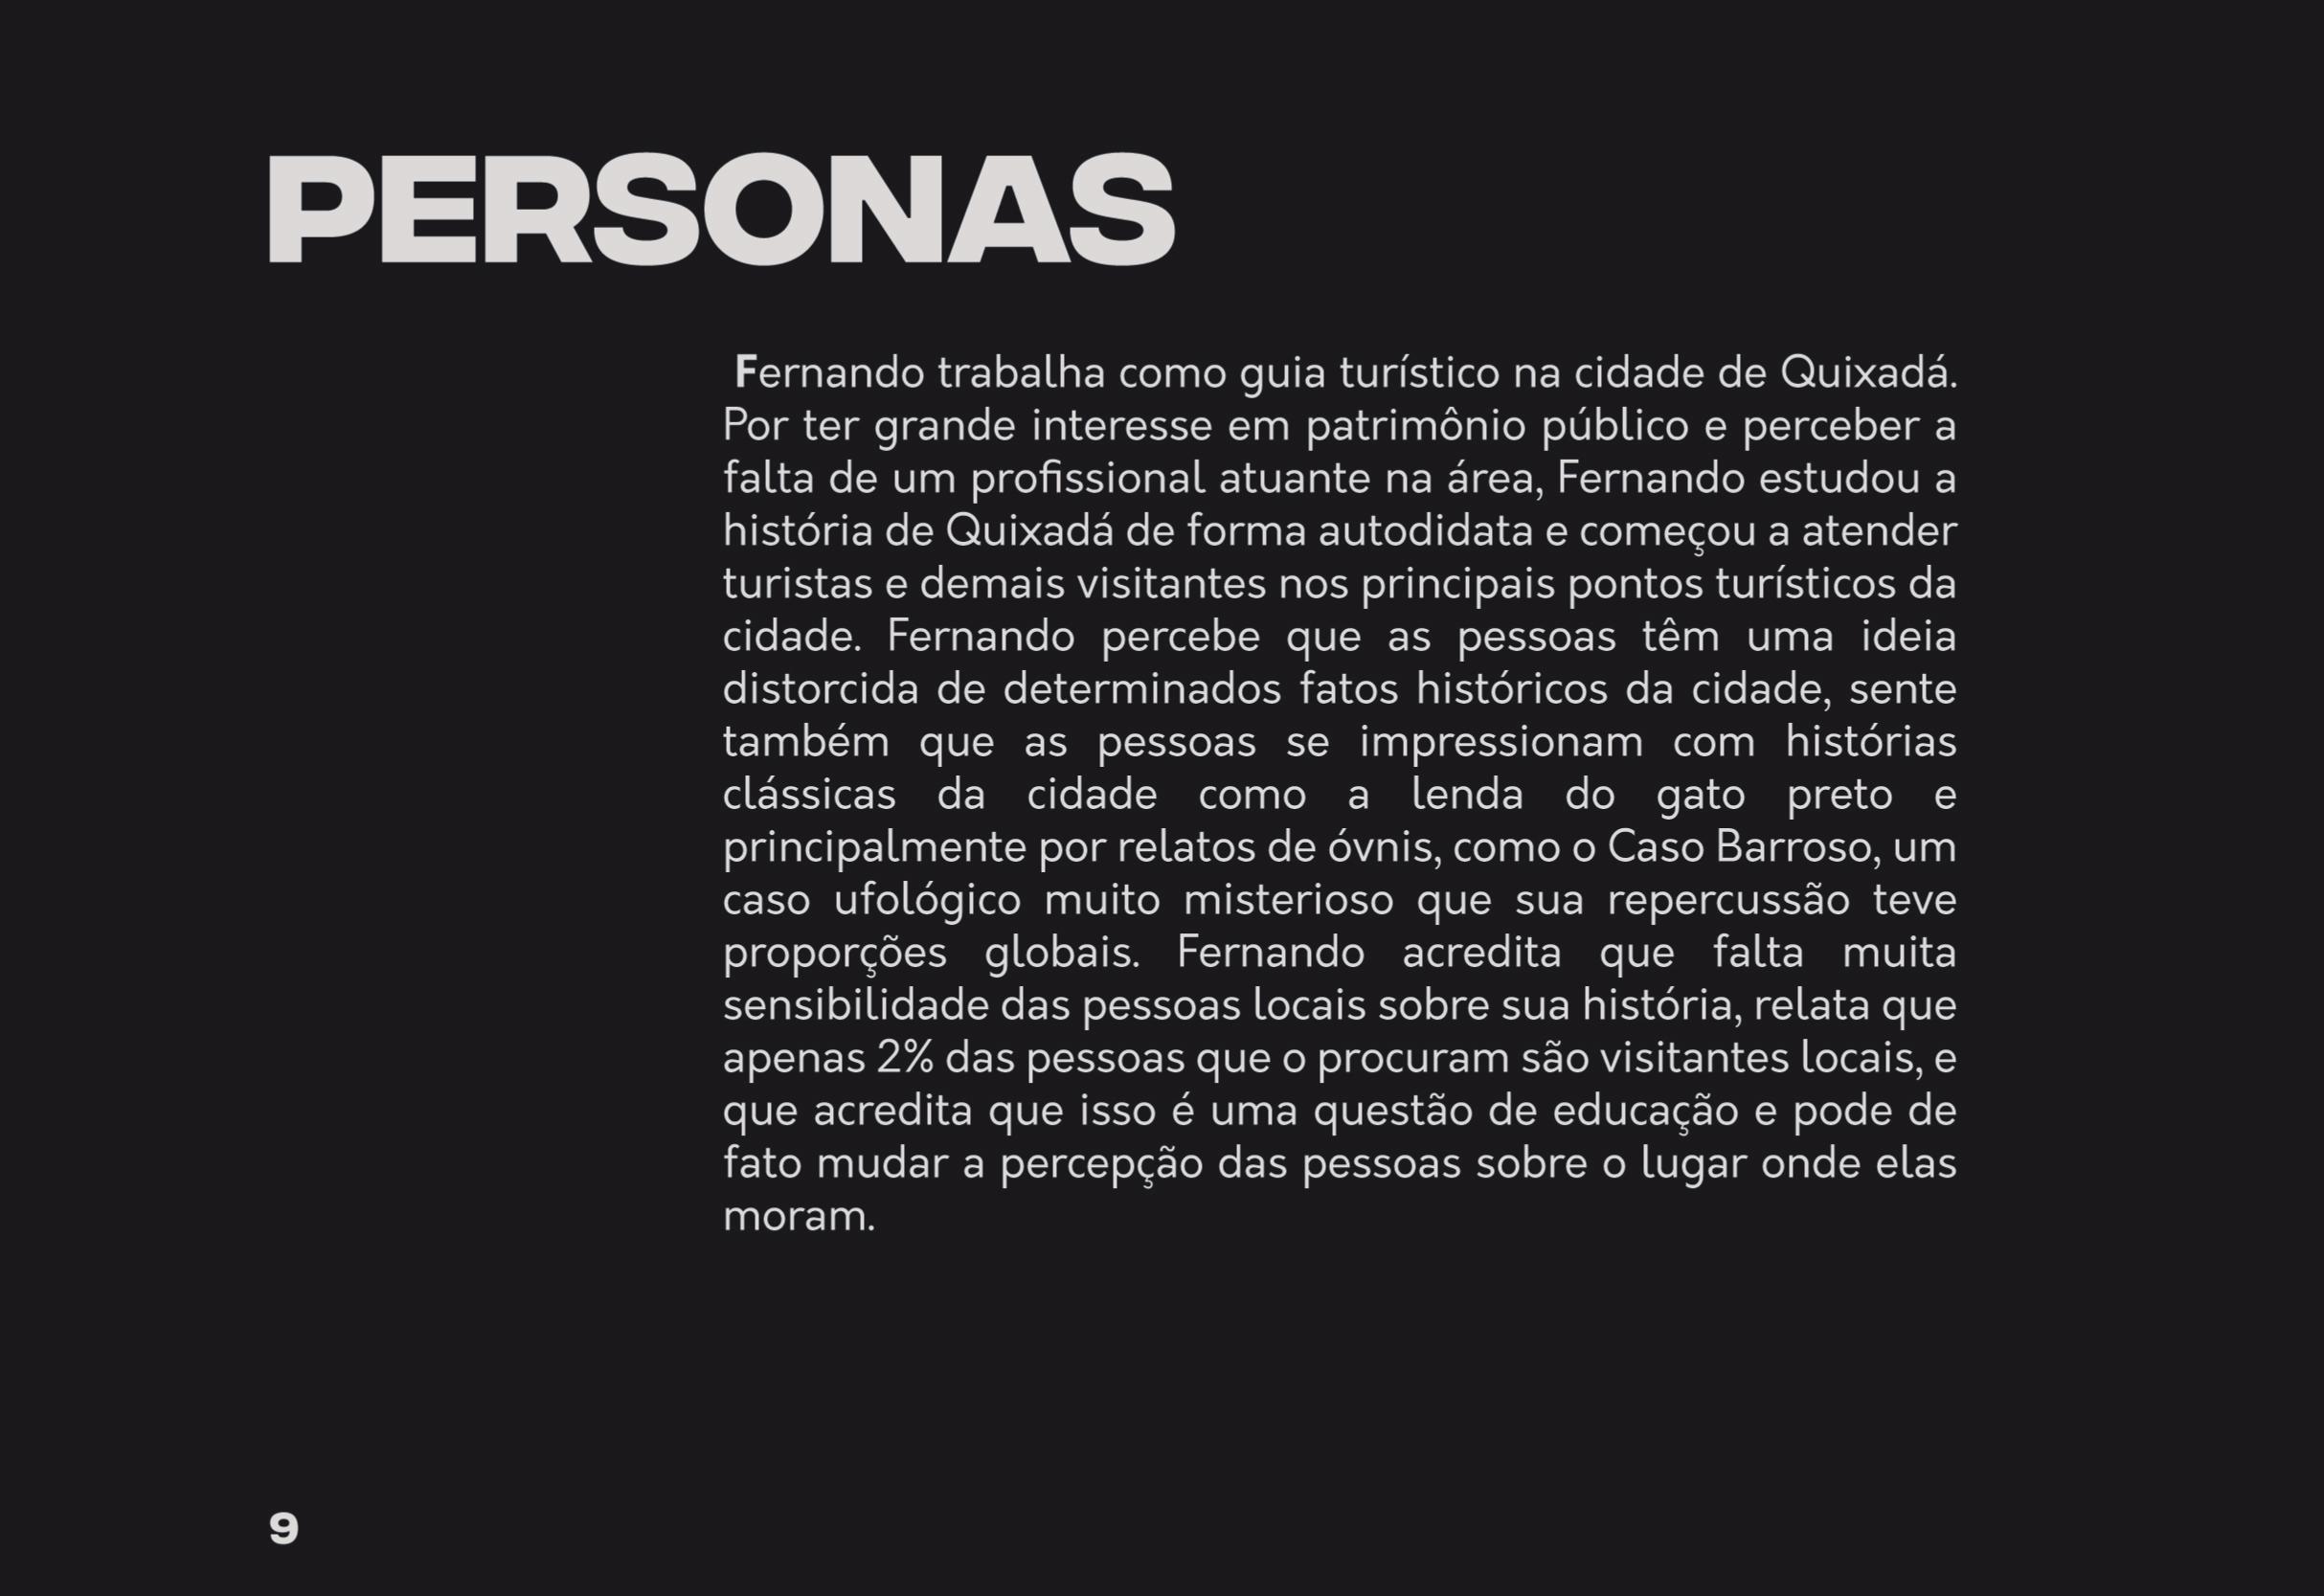 PERSONAS
Fernando trabalha como guia turístico na cidade de Quixadá.
Por ter grande interesse em patrimônio público e perceber a
falta de um profissional atuante na área, Fernando estudou a
história de Quixadá de forma autodidata e começou a atender
turistas e demais visitantes nos principais pontos turísticos da
cidade. Fernando percebe que as pessoas têm uma ideia
distorcida de determinados fatos históricos da cidade, sente
também que as pessoas se impressionam com histórias
clássicas da cidade como a lenda do gato preto e
principalmente por relatos de óvnis, como o Caso Barroso, um
caso ufológico muito misterioso que sua repercussão teve
proporções globais. Fernando acredita que falta muita
sensibilidade das pessoas locais sobre sua história, relata que
apenas 2% das pessoas que o procuram são visitantes locais, e
que acredita que isso é uma questão de educação e pode de
fato mudar a percepção das pessoas sobre o lugar onde elas
moram.
9